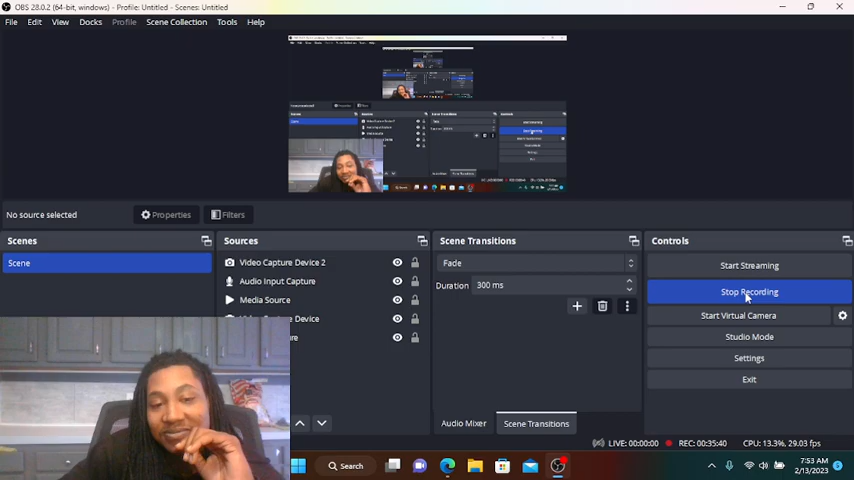 OBS 28.0.2 (64-bit, windows) - Profile: Untitled - Scenes: Untitled
File Edit View Docks Profile Scene Collection Tools Help
No source selected Properties Filters
Scenes Sources Scene Transitions Controls
Scene
Video Capture Device 2
Audio Input Capture
Media Source
Device
Fade
Duration 300 ms
Start Streaming
Stop Recording
Start Virtual Camera
Studio Mode
Settings
Exit
Audio Mixer Scene Transitions
LIVE: 00:00:00 REC: 00:35:40 CPU: 13.3%, 29.03 fps
Search
7:53 AM
2/13/2023